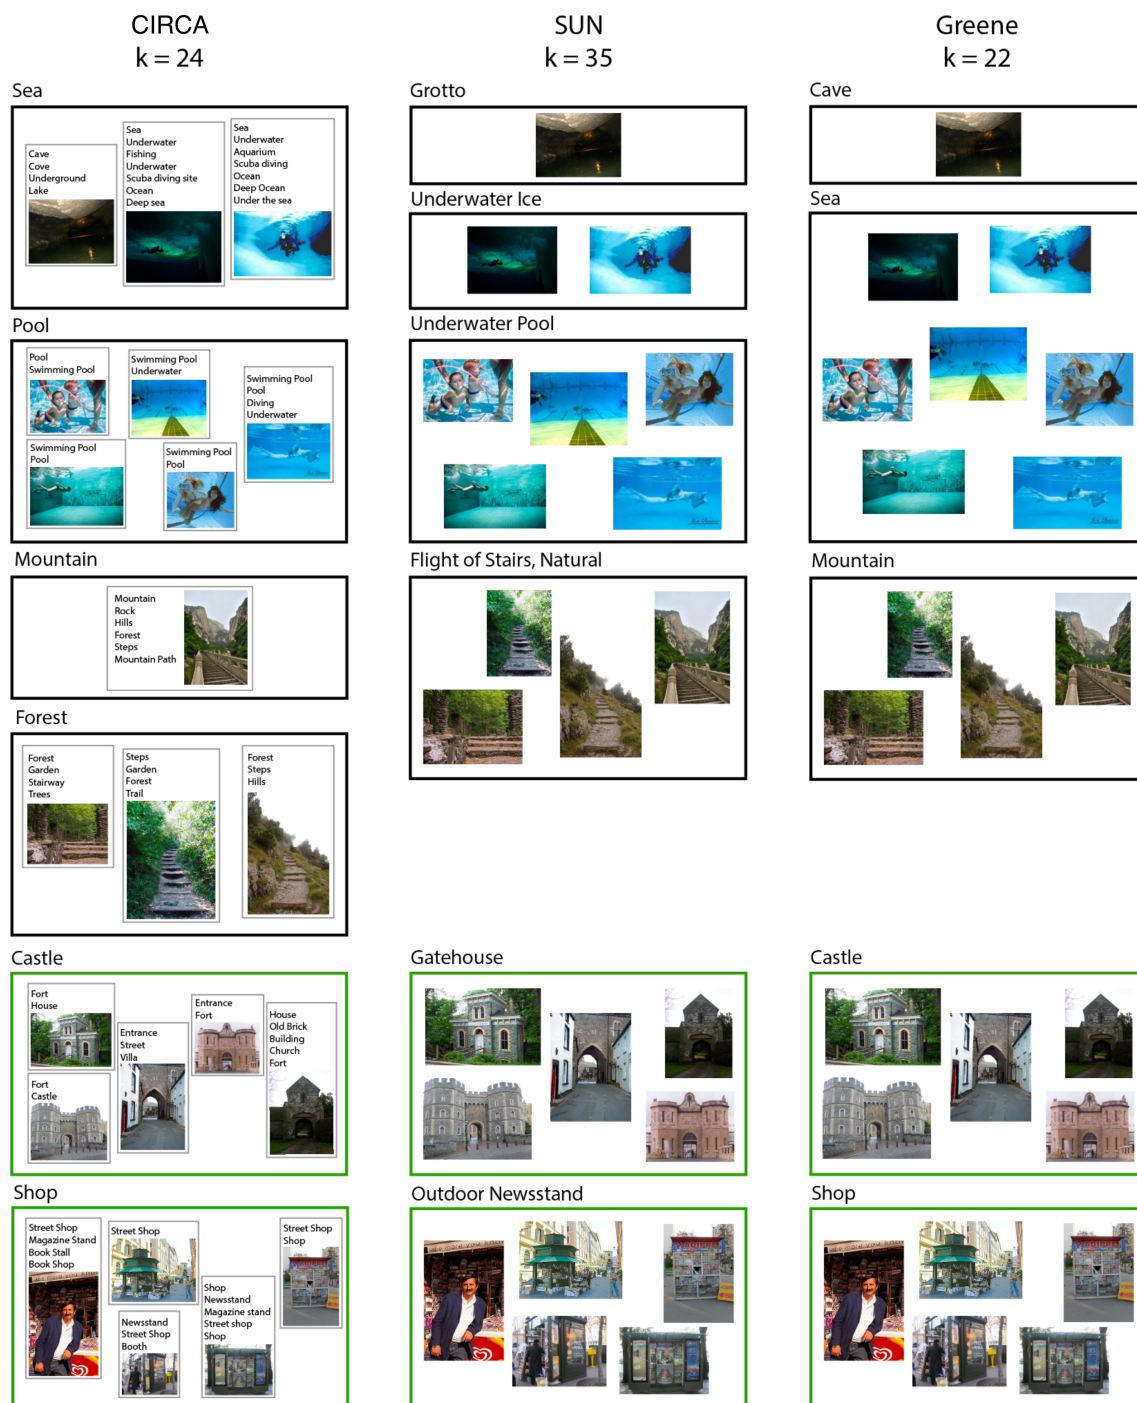 CIRCA
k = 24
SUN
k = 35
Greene
k = 22
Sea
Cave
Cove
Underground
Lake
Sea
Underwater
Fishing
Underwater
Scuba diving site
Ocean
Deep sea
Sea
Underwater
Aquarium
Scuba diving
Ocean
Deep Ocean
Under the sea
Grotto
Underwater Ice
Cave
Sea
Pool
Pool
Swimming Pool
Swimming Pool
Underwater
Swimming Pool
Pool
Diving
Underwater
Swimming Pool
Pool
Swimming Pool
Pool
Underwater Pool
Mountain
Mountain
Rock
Hills
Forest
Steps
Mountain Path
Flight of Stairs, Natural
Mountain
Forest
Forest
Garden
Stairway
Trees
Steps
Garden
Forest
Trail
Forest
Steps
Hills
Castle
Fort
House
Entrance
Street
Villa
Entrance
Fort
House
Old Brick
Building
Church
Fort
Fort
Castle
Gatehouse
Castle
Shop
Street Shop
Magazine Stand
Book Stall
Book Shop
Street Shop
Newsstand
Street Shop
Booth
Shop
Newsstand
Magazine stand
Street shop
Shop
Street Shop
Shop
Outdoor Newsstand
Shop